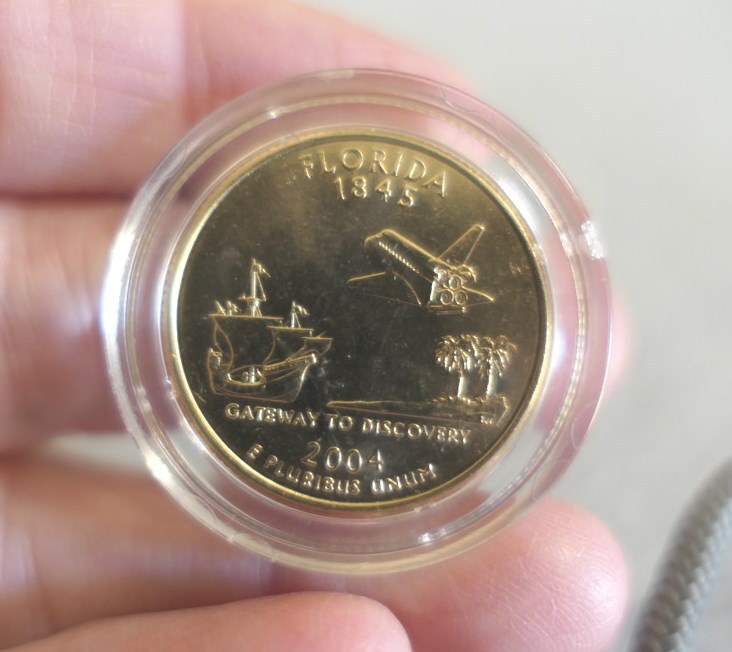 FLORIDA
1845
GATEWAY TO DISCOVERY
2004
E PLURIBUS UNUM